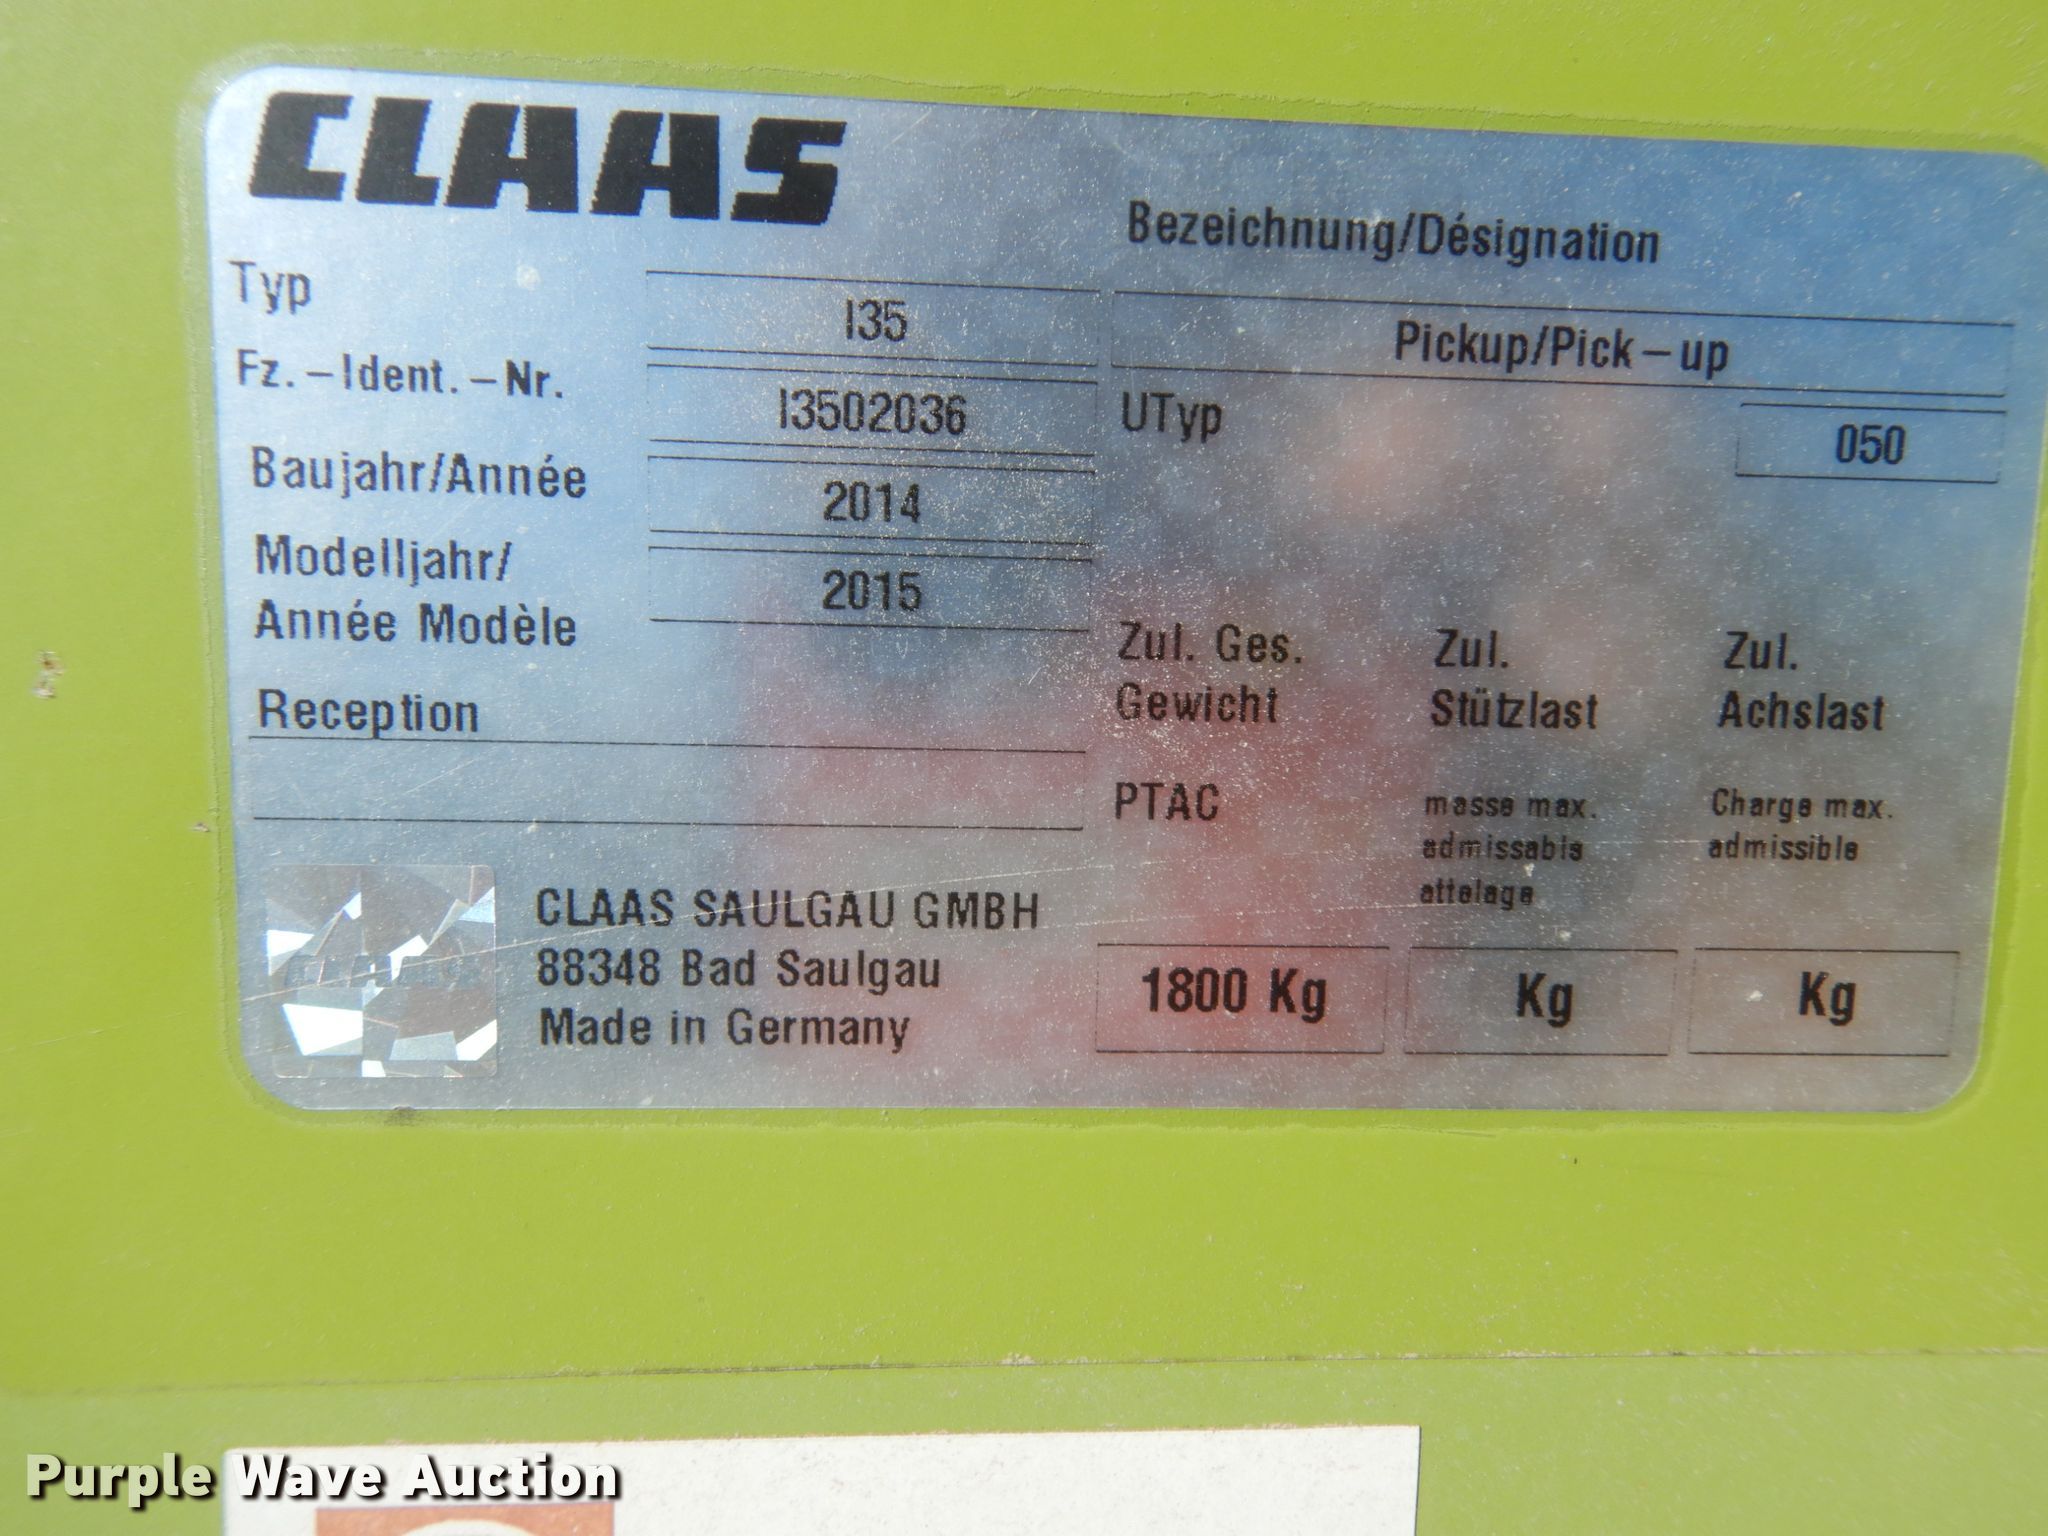 CLAAS
Bezeichnung/Désignation
Typ I35 Pickup/Pick-up
Fz.-Ident.-Nr. I3502036 UTyp 050
Baujahr/Année 2014
Modelljahr/
Année Modèle 2015
Zul. Ges. Gewicht
Zul. Stützlast
Zul. Achslast
Reception
PTAC
masse max.
admissable
attelage
Charge max.
admissible
CLAAS SAULGAU GMBH
88348 Bad Saulgau
Made in Germany
1800 Kg Kg Kg
Purple Wave Auction